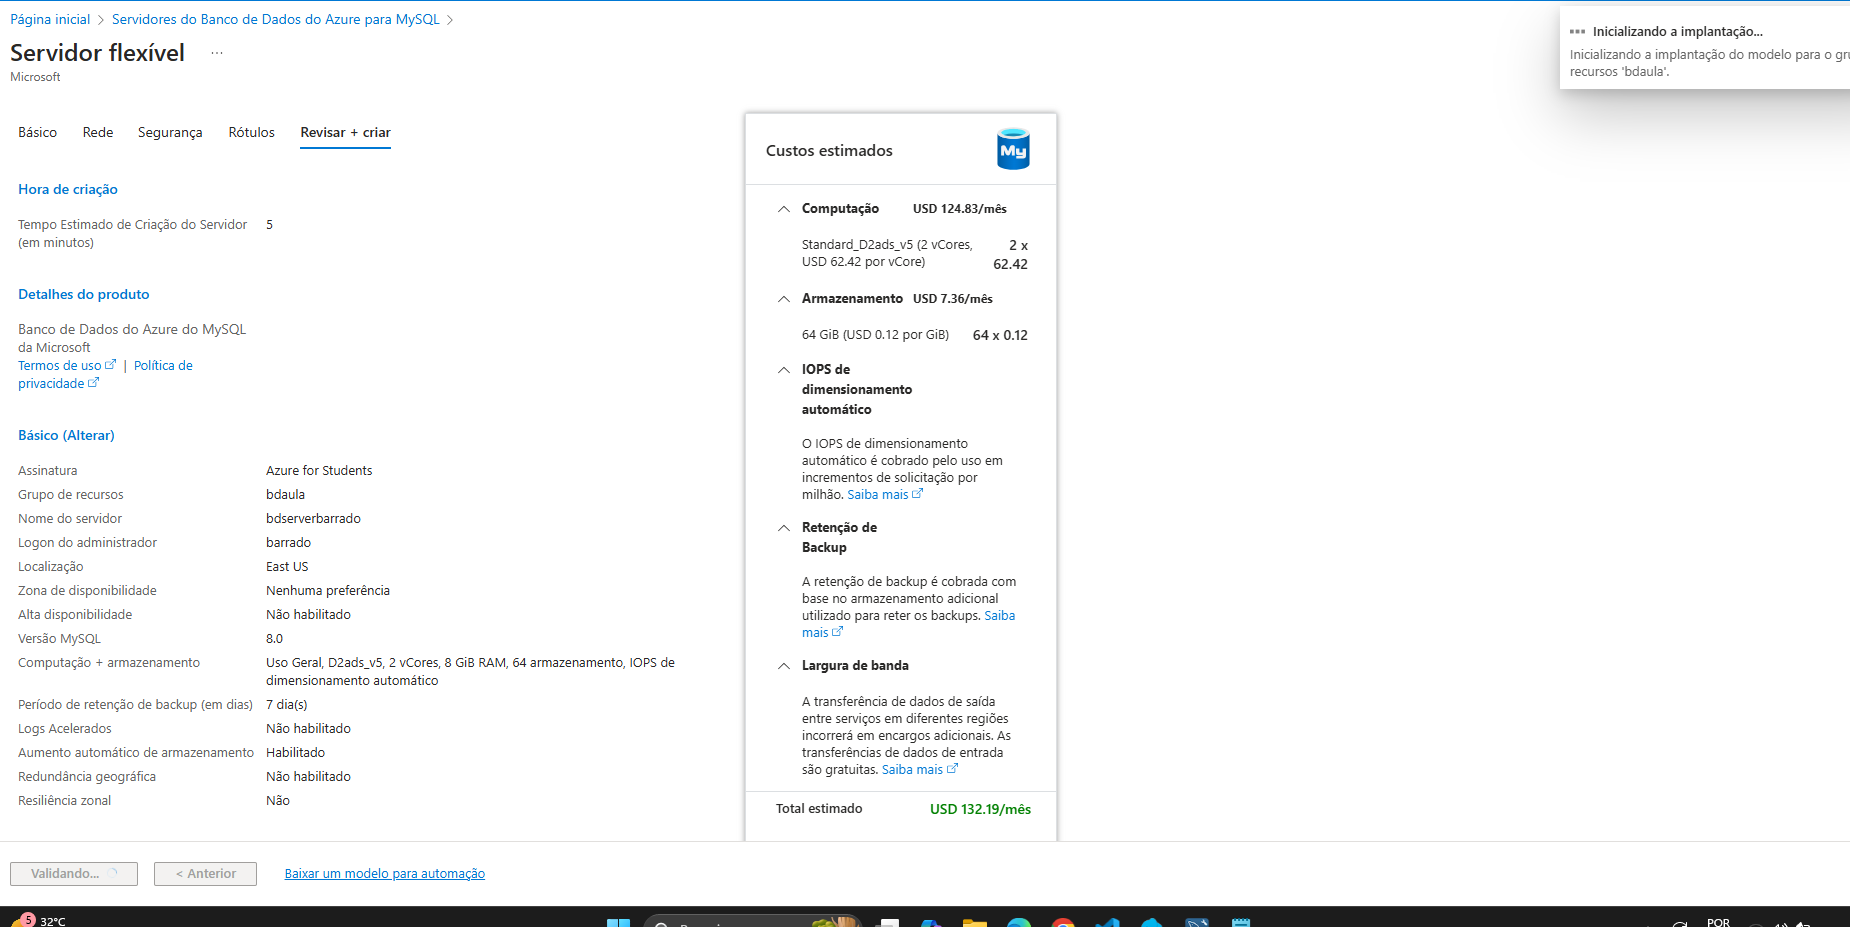 Página inicial > Servidores do Banco de Dados do Azure para MySQL >
Servidor flexível ...
Microsoft
Inicializando a implantação...
Inicializando a implantação do modelo para o
recursos 'bdaula'.
Básico Rede Segurança Rótulos Revisar + criar
Hora de criação
Tempo Estimado de Criação do Servidor 5
(em minutos)
Detalhes do produto
Banco de Dados do Azure do MySQL
da Microsoft
Termos de uso | Política de
privacidade
Básico (Alterar)
Assinatura Azure for Students
Grupo de recursos bdaula
Nome do servidor bdserverbarrado
Logon do administrador barrado
Localização East US
Zona de disponibilidade Nenhuma preferência
Alta disponibilidade Não habilitado
Versão MySQL 8.0
Computação + armazenamento Uso Geral, D2ads_v5, 2 vCores, 8 GiB RAM, 64 armazenamento, IOPS de
dimensionamento automático
Período de retenção de backup (em dias) 7 dia(s)
Logs Acelerados Não habilitado
Aumento automático de armazenamento Habilitado
Redundância geográfica Não habilitado
Resiliência zonal Não
Custos estimados
My
Computação USD 124.83/mês
Standard_D2ads_v5 (2 vCores, 2 x
USD 62.42 por vCore) 62.42
Armazenamento USD 7.36/mês
64 GiB (USD 0.12 por GiB) 64 x 0.12
IOPS de
dimensionamento
automático
O IOPS de dimensionamento
automático é cobrado pelo uso em
incrementos de solicitação por
milhão. Saiba mais
Retenção de
Backup
A retenção de backup é cobrada com
base no armazenamento adicional
utilizado para reter os backups. Saiba
mais
Largura de banda
A transferência de dados de saída
entre serviços em diferentes regiões
incorrerá em encargos adicionais. As
transferências de dados de entrada
são gratuitas. Saiba mais
Total estimado USD 132.19/mês
Validando... < Anterior Baixar um modelo para automação
5 32°C
POR